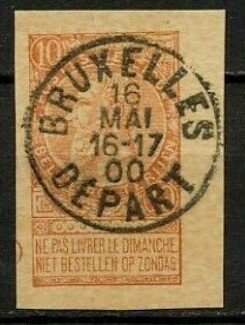 10
BRUXELLES
16
MAI
16-17
00
DÉPART
NE PAS LIVRER LE DIMANCHE
NIET BESTELLEN OP ZONDAG